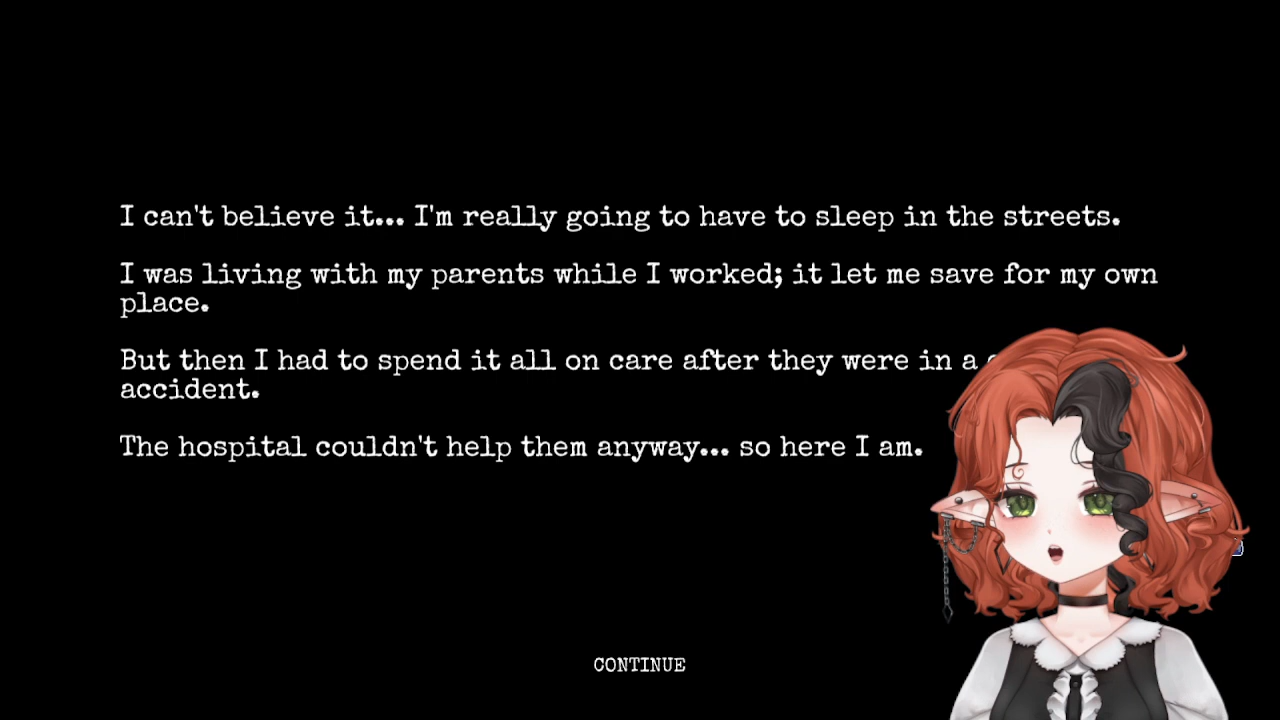 I can't believe it... I'm really going to have to sleep in the streets.
I was living with my parents while I worked; it let me save for my own
place.
But then I had to spend it all on care after they were in a
accident.
The hospital couldn't help them anyway... so here I am.
CONTINUE